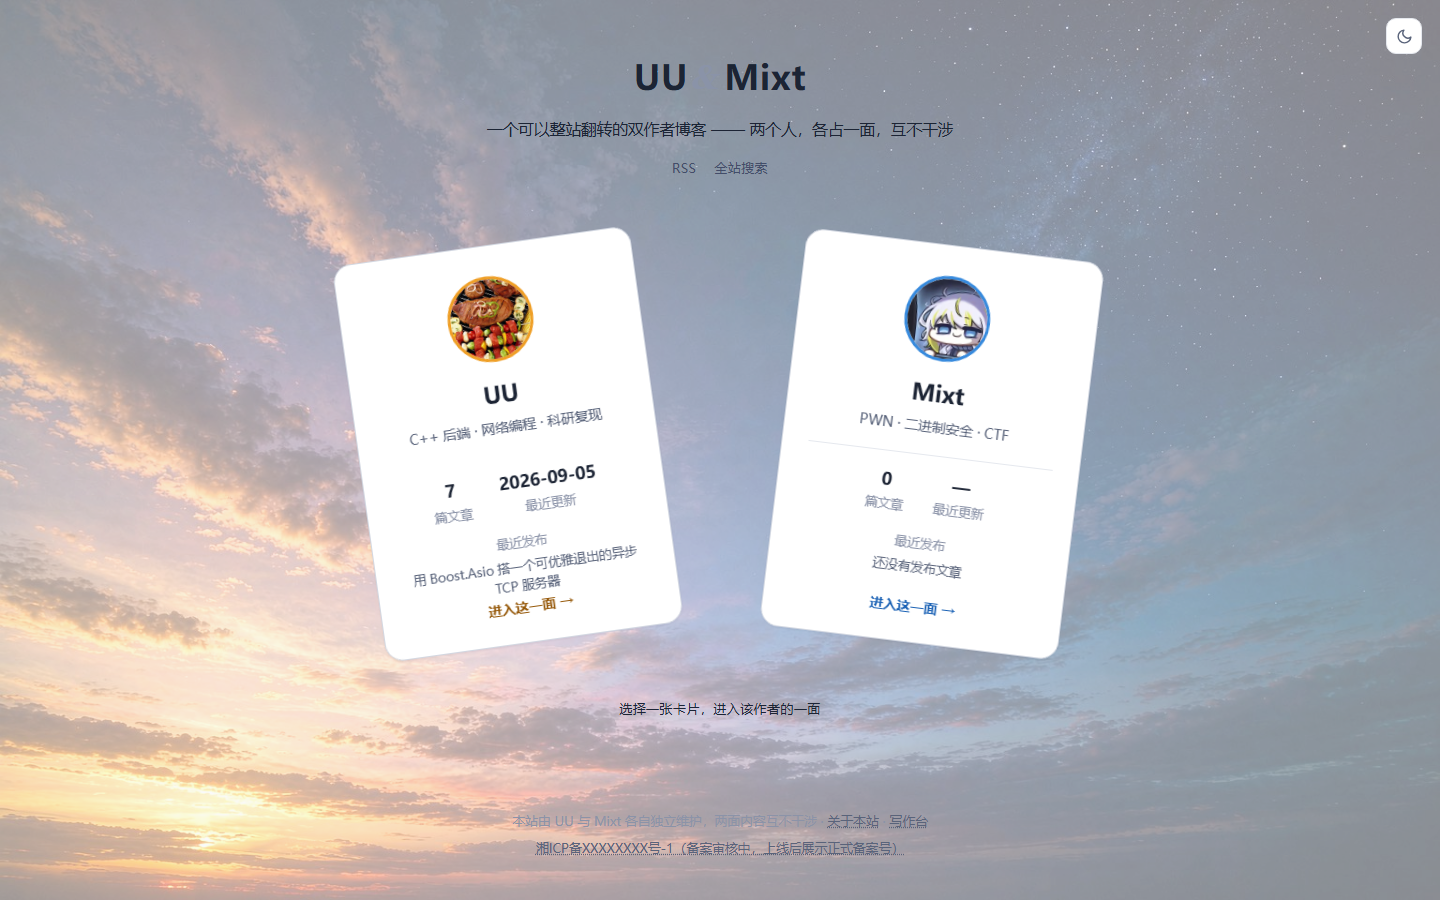 UU Mixt
一个可以整站翻转的双作者博客 —— 两个人，各占一面，互不干涉
RSS 全站搜索
UU
C++ 后端 · 网络编程 · 科研复现
7
篇文章
2026-09-05
最近更新
最近发布
用 Boost.Asio 搭一个可优雅退出的异步
TCP 服务器
进入这一面 →
Mixt
PWN · 二进制安全 · CTF
0
篇文章
—
最近更新
最近发布
还没有发布文章
进入这一面 →
选择一张卡片，进入该作者的一面
本站由 UU 与 Mixt 各自独立维护，两面内容互不干涉 · 关于本站 写作台
湘ICP备XXXXXXXX号-1（备案审核中，上线后展示正式备案号）